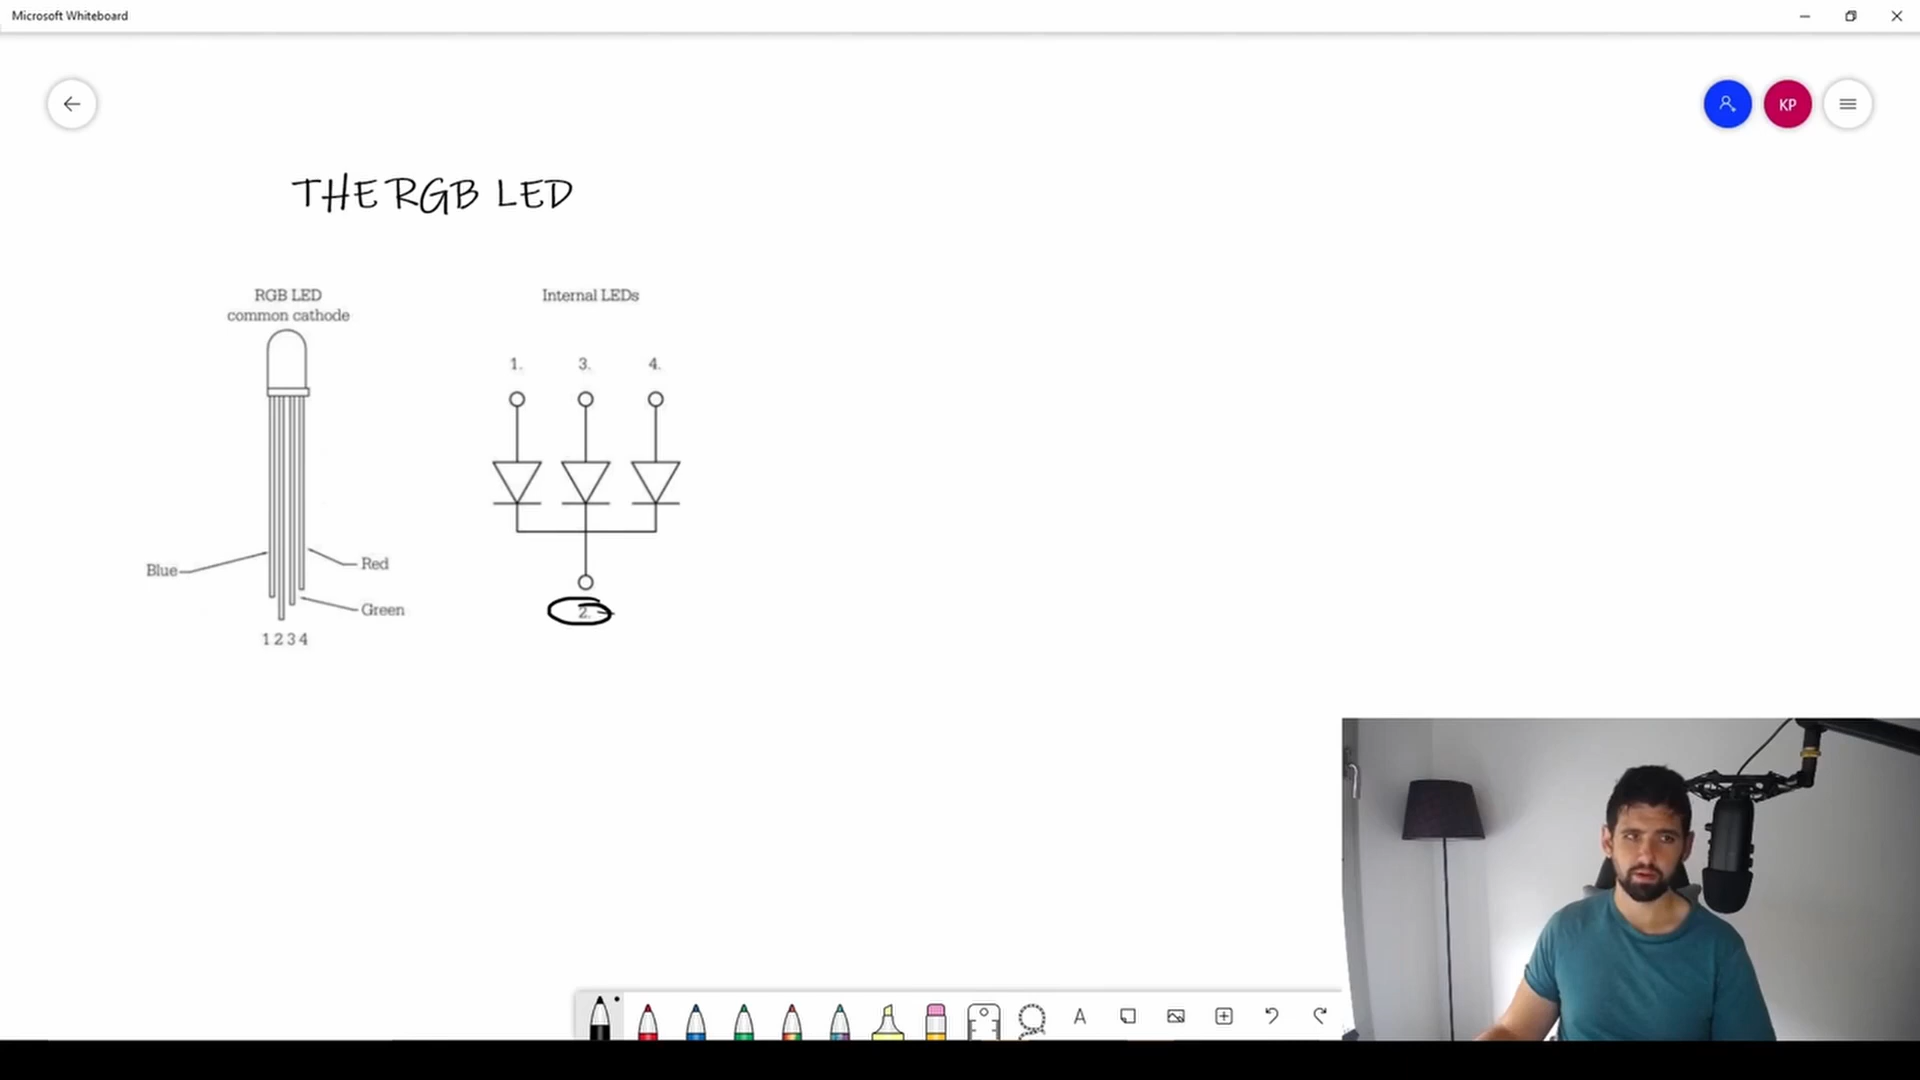 Microsoft Whiteboard
KP
THE RGB LED
RGB LED
common cathode
Internal LEDs
1. 3. 4.
Blue
Red
Green
2.
1 2 3 4
A